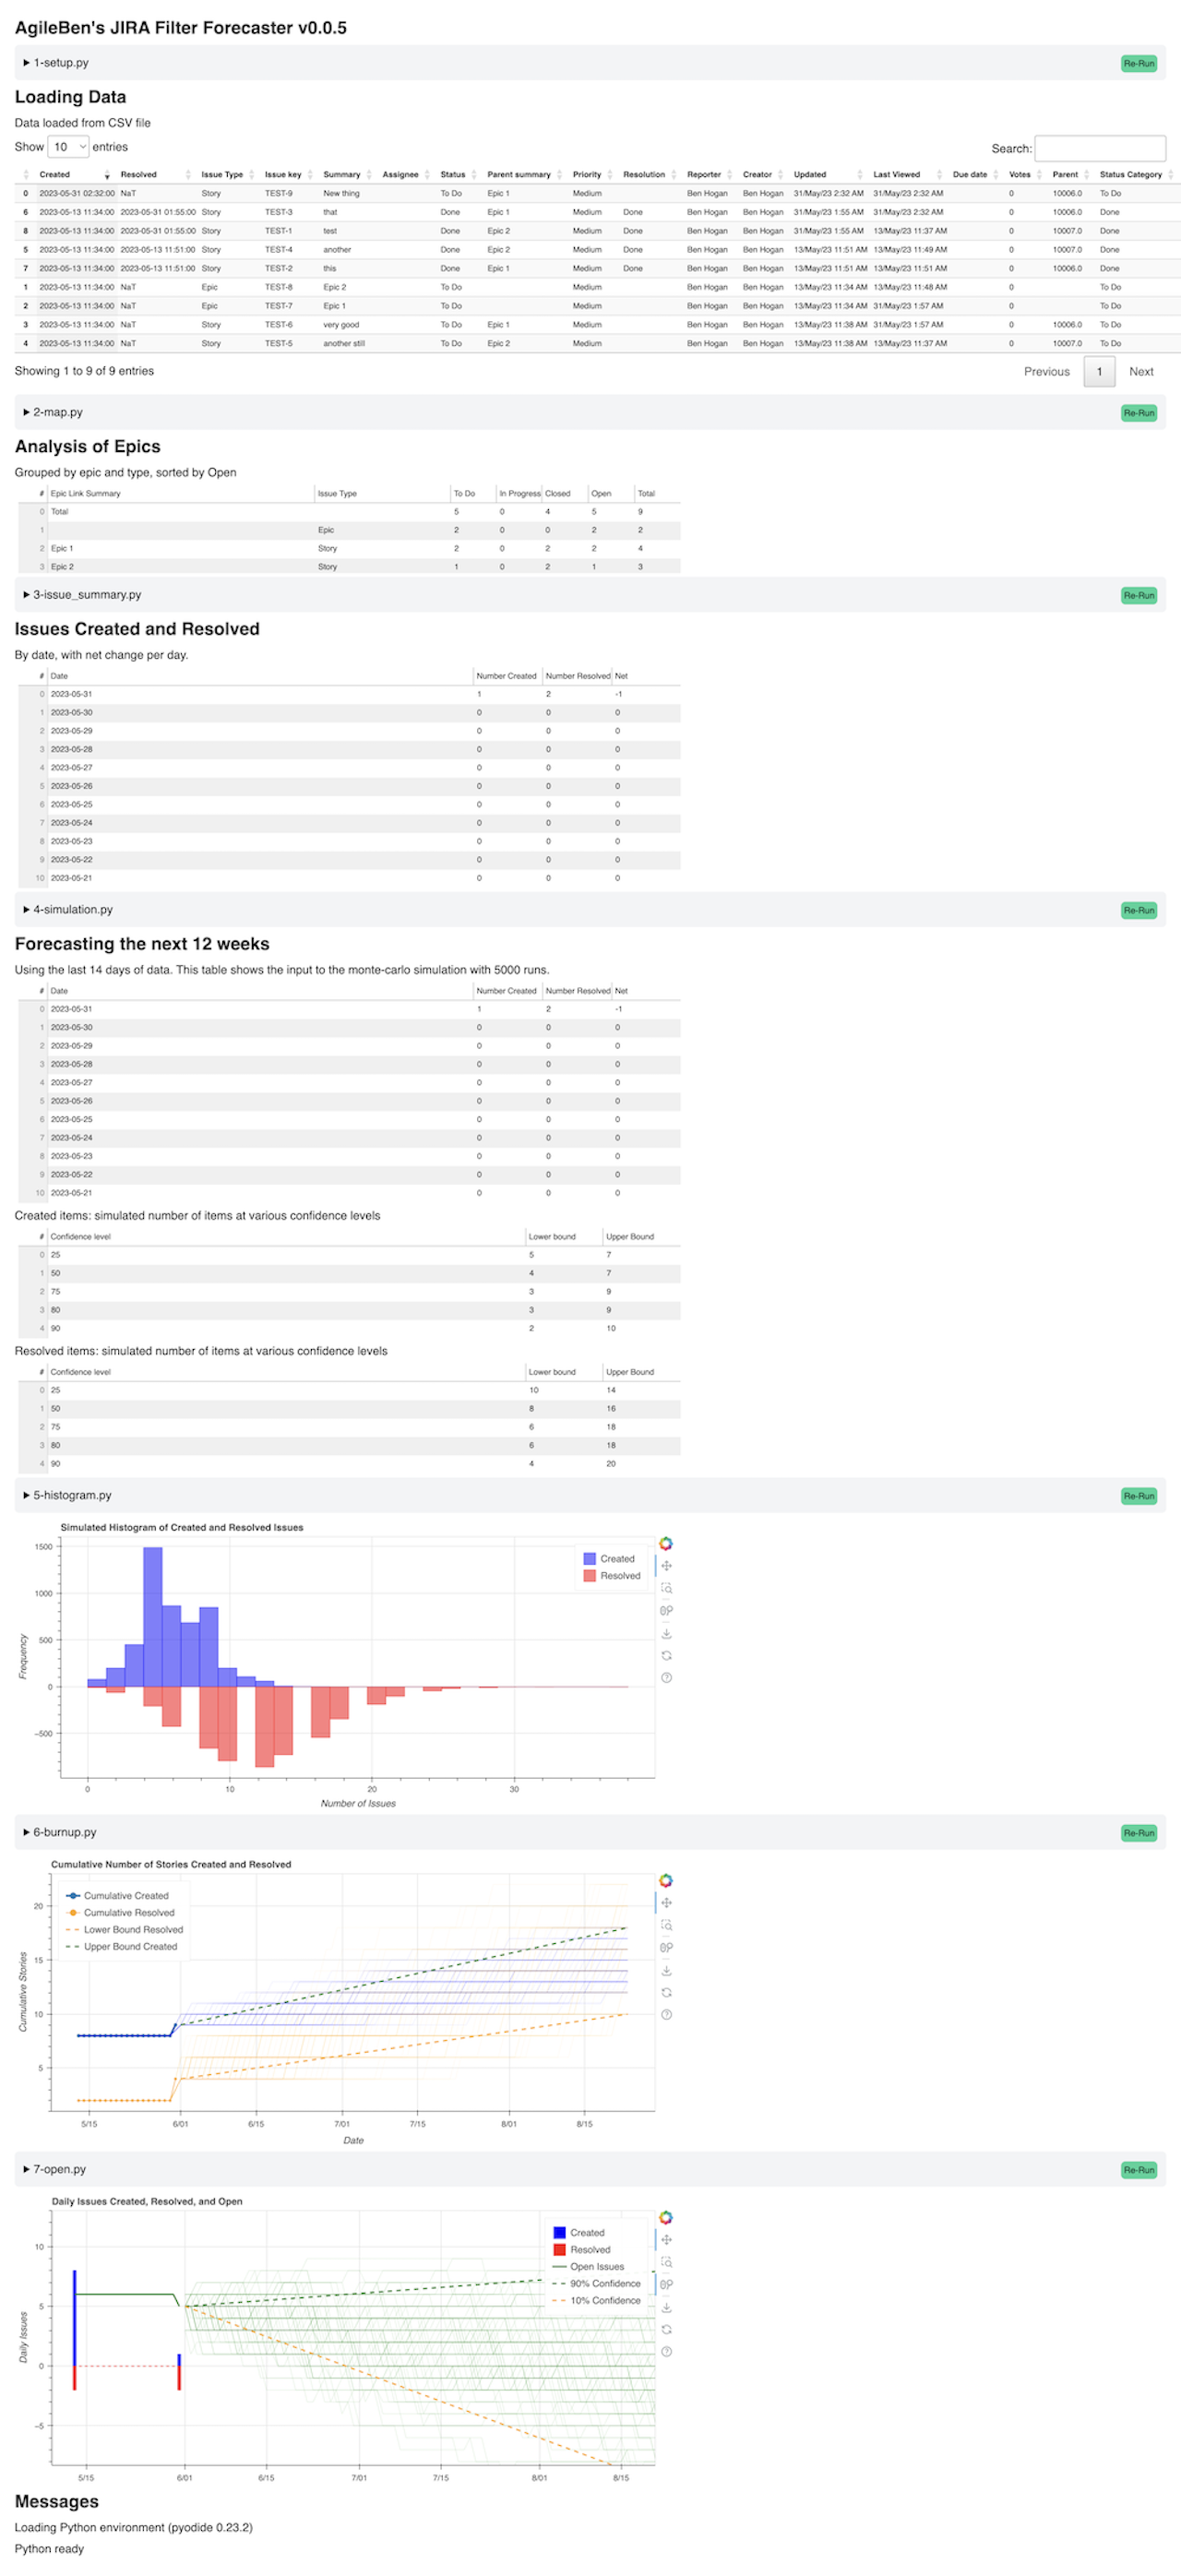 AgileBen's JIRA Filter Forecaster v0.0.5
▶ 1-setup.py Re-Run
Loading Data
Data loaded from CSV file
Show 10 entries Search:
Created Resolved Issue Type Issue key Summary Assignee Status Parent summary Priority Resolution Reporter Creator Updated Last Viewed Due date Votes Parent Status Category
0 2023-05-31 02:32:00 NaT Story TEST-9 New thing To Do Epic 1 Medium Ben Hogan Ben Hogan 31/May/23 2:32 AM 31/May/23 2:32 AM 0 10006.0 To Do
6 2023-05-13 11:34:00 2023-05-31 01:55:00 Story TEST-3 that Done Epic 1 Medium Done Ben Hogan Ben Hogan 31/May/23 1:55 AM 31/May/23 2:32 AM 0 10006.0 Done
8 2023-05-13 11:34:00 2023-05-31 01:55:00 Story TEST-1 test Done Epic 2 Medium Done Ben Hogan Ben Hogan 31/May/23 1:55 AM 13/May/23 11:37 AM 0 10007.0 Done
5 2023-05-13 11:34:00 2023-05-13 11:51:00 Story TEST-4 another Done Epic 2 Medium Done Ben Hogan Ben Hogan 13/May/23 11:51 AM 13/May/23 11:49 AM 0 10007.0 Done
7 2023-05-13 11:34:00 2023-05-13 11:51:00 Story TEST-2 this Done Epic 1 Medium Done Ben Hogan Ben Hogan 13/May/23 11:51 AM 13/May/23 11:51 AM 0 10006.0 Done
1 2023-05-13 11:34:00 NaT Epic TEST-8 Epic 2 To Do Medium Ben Hogan Ben Hogan 13/May/23 11:34 AM 13/May/23 11:48 AM 0 To Do
2 2023-05-13 11:34:00 NaT Epic TEST-7 Epic 1 To Do Medium Ben Hogan Ben Hogan 13/May/23 11:34 AM 31/May/23 1:57 AM 0 To Do
3 2023-05-13 11:34:00 NaT Story TEST-6 very good To Do Epic 1 Medium Ben Hogan Ben Hogan 13/May/23 11:38 AM 31/May/23 1:57 AM 0 10006.0 To Do
4 2023-05-13 11:34:00 NaT Story TEST-5 another still To Do Epic 2 Medium Ben Hogan Ben Hogan 13/May/23 11:38 AM 13/May/23 11:37 AM 0 10007.0 To Do
Showing 1 to 9 of 9 entries Previous 1 Next
▶ 2-map.py Re-Run
Analysis of Epics
Grouped by epic and type, sorted by Open
# Epic Link Summary Issue Type To Do In Progress Closed Open Total
0 Total 5 0 4 5 9
1 Epic 2 0 0 2 2
2 Epic 1 Story 2 0 2 2 4
3 Epic 2 Story 1 0 2 1 3
▶ 3-issue_summary.py Re-Run
Issues Created and Resolved
By date, with net change per day.
# Date Number Created Number Resolved Net
0 2023-05-31 1 2 -1
1 2023-05-30 0 0 0
2 2023-05-29 0 0 0
3 2023-05-28 0 0 0
4 2023-05-27 0 0 0
5 2023-05-26 0 0 0
6 2023-05-25 0 0 0
7 2023-05-24 0 0 0
8 2023-05-23 0 0 0
9 2023-05-22 0 0 0
10 2023-05-21 0 0 0
▶ 4-simulation.py Re-Run
Forecasting the next 12 weeks
Using the last 14 days of data. This table shows the input to the monte-carlo simulation with 5000 runs.
# Date Number Created Number Resolved Net
0 2023-05-31 1 2 -1
1 2023-05-30 0 0 0
2 2023-05-29 0 0 0
3 2023-05-28 0 0 0
4 2023-05-27 0 0 0
5 2023-05-26 0 0 0
6 2023-05-25 0 0 0
7 2023-05-24 0 0 0
8 2023-05-23 0 0 0
9 2023-05-22 0 0 0
10 2023-05-21 0 0 0
Created items: simulated number of items at various confidence levels
# Confidence level Lower bound Upper Bound
0 25 5 7
1 50 4 7
2 75 3 9
3 80 3 9
4 90 2 10
Resolved items: simulated number of items at various confidence levels
# Confidence level Lower bound Upper Bound
0 25 10 14
1 50 8 16
2 75 6 18
3 80 6 18
4 90 4 20
▶ 5-histogram.py Re-Run
Simulated Histogram of Created and Resolved Issues
1500
Created
Resolved
1000
500
0
−500
Frequency
0 10 20 30
Number of Issues
▶ 6-burnup.py Re-Run
Cumulative Number of Stories Created and Resolved
Cumulative Created
Cumulative Resolved
Lower Bound Resolved
Upper Bound Created
20
15
10
5
Cumulative Stories
5/15 6/01 6/15 7/01 7/15 8/01 8/15
Date
▶ 7-open.py Re-Run
Daily Issues Created, Resolved, and Open
Created
Resolved
Open Issues
90% Confidence
10% Confidence
10
5
0
−5
Daily Issues
5/15 6/01 6/15 7/01 7/15 8/01 8/15
Messages
Loading Python environment (pyodide 0.23.2)
Python ready